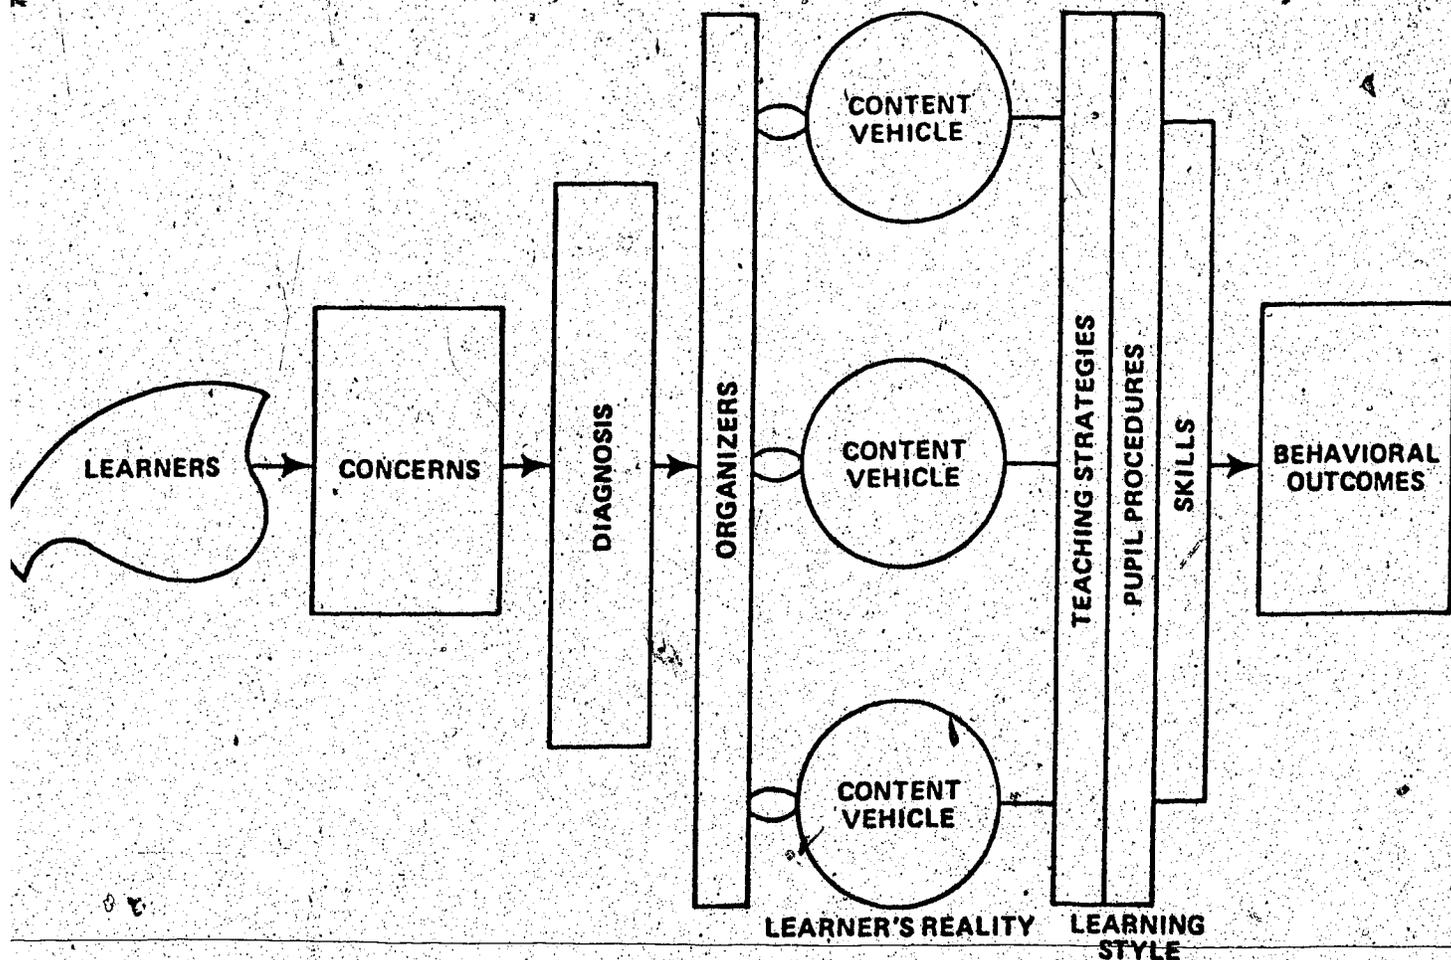 LEARNERS
CONCERNS
DIAGNOSIS
ORGANIZERS
CONTENT
VEHICLE
CONTENT
VEHICLE
CONTENT
VEHICLE
LEARNER'S REALITY
TEACHING STRATEGIES
PUPIL PROCEDURES
SKILLS
LEARNING
STYLE
BEHAVIORAL
OUTCOMES